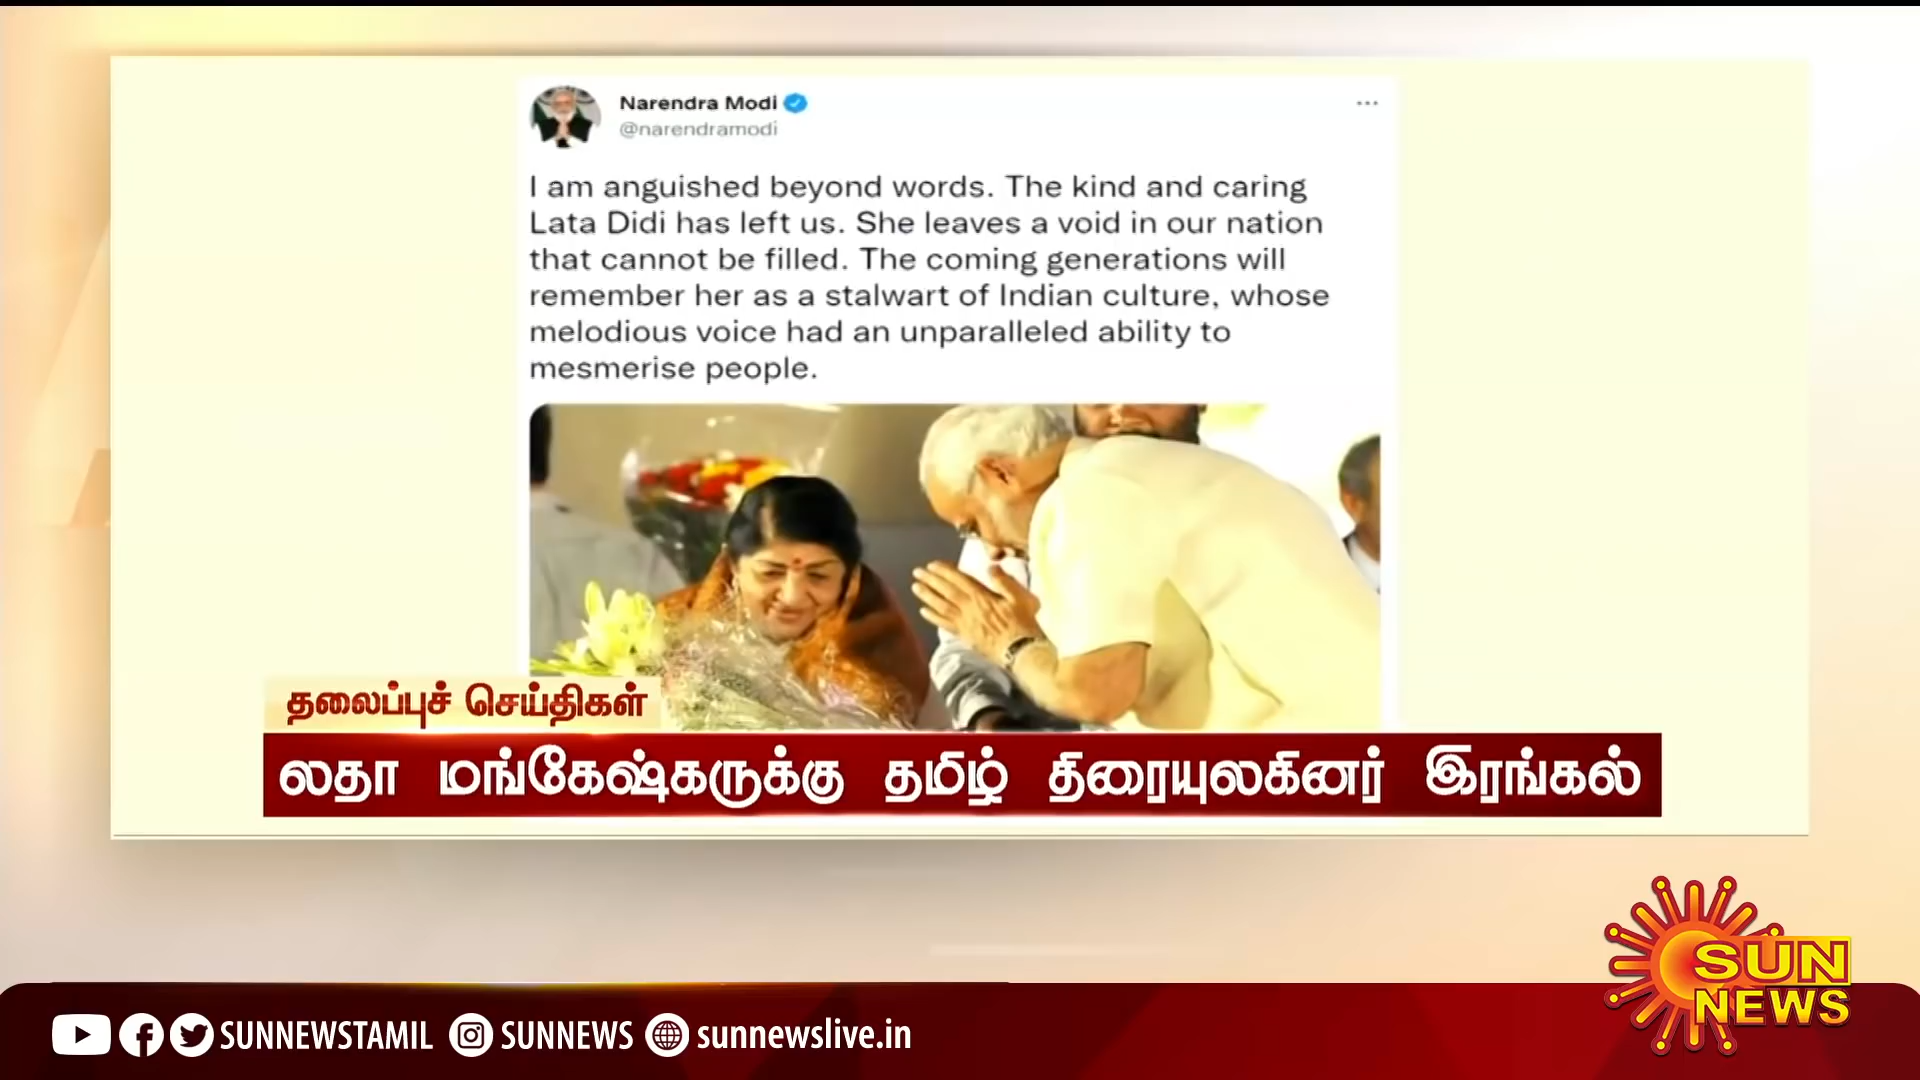 Narendra Modi
@narendramodi
I am anguished beyond words. The kind and caring
Lata Didi has left us. She leaves a void in our nation
that cannot be filled. The coming generations will
remember her as a stalwart of Indian culture, whose
melodious voice had an unparalleled ability to
mesmerise people.
தலைப்புச் செய்திகள்
லதா மங்கேஷ்கருக்கு தமிழ் திரையுலகினர் இரங்கல்
SUN
NEWS
SUNNEWSTAMIL SUNNEWS sunnewslive.in